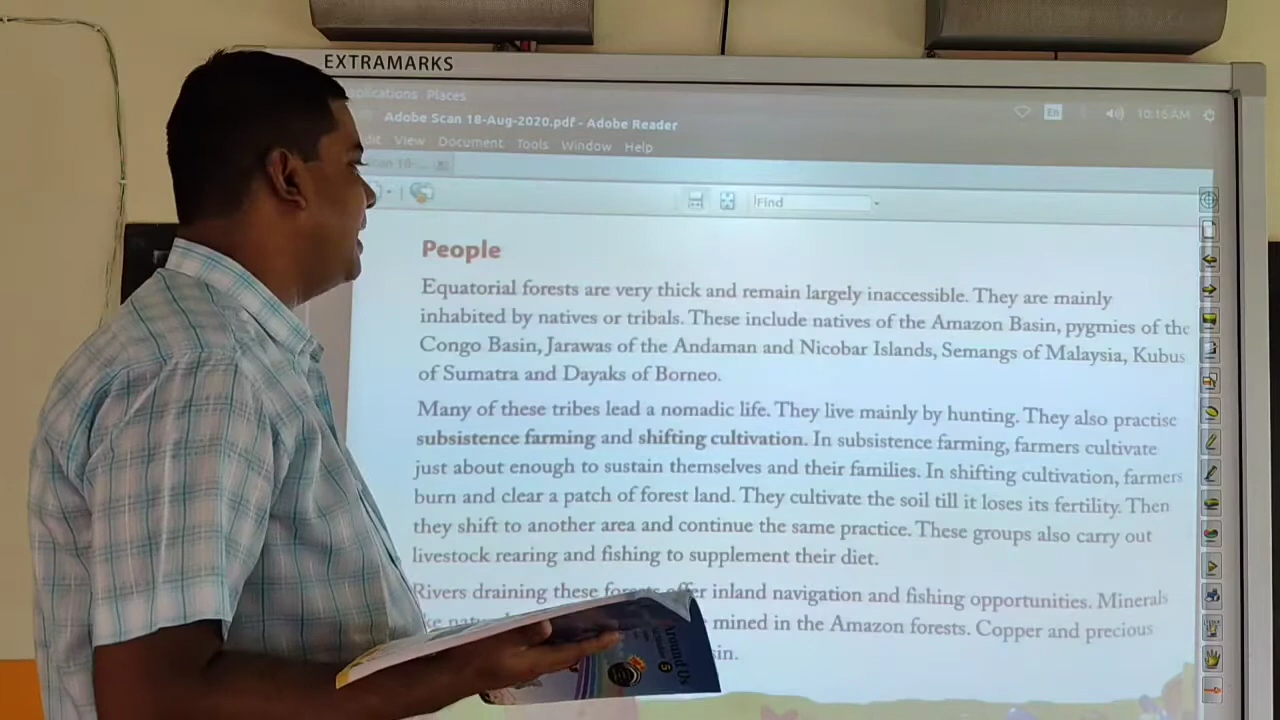 EXTRAMARKS
Places
Adobe Scan 18-Aug-2020.pdf - Adobe Reader
En
10:16 AM
View Document Tools Window Help
Find
People
Equatorial forests are very thick and remain largely inaccessible. They are mainly
inhabited by natives or tribals. These include natives of the Amazon Basin, pygmies of the
Congo Basin, Jarawas of the Andaman and Nicobar Islands, Semangs of Malaysia, Kubus
of Sumatra and Dayaks of Borneo.
Many of these tribes lead a nomadic life. They live mainly by hunting. They also practise
subsistence farming and shifting cultivation. In subsistence farming, farmers cultivate
just about enough to sustain themselves and their families. In shifting cultivation, farmers
burn and clear a patch of forest land. They cultivate the soil till it loses its fertility. Then
they shift to another area and continue the same practice. These groups also carry out
livestock rearing and fishing to supplement their diet.
Rivers draining these forests offer inland navigation and fishing opportunities. Minerals
mined in the Amazon forests. Copper and precious
Around Us
5